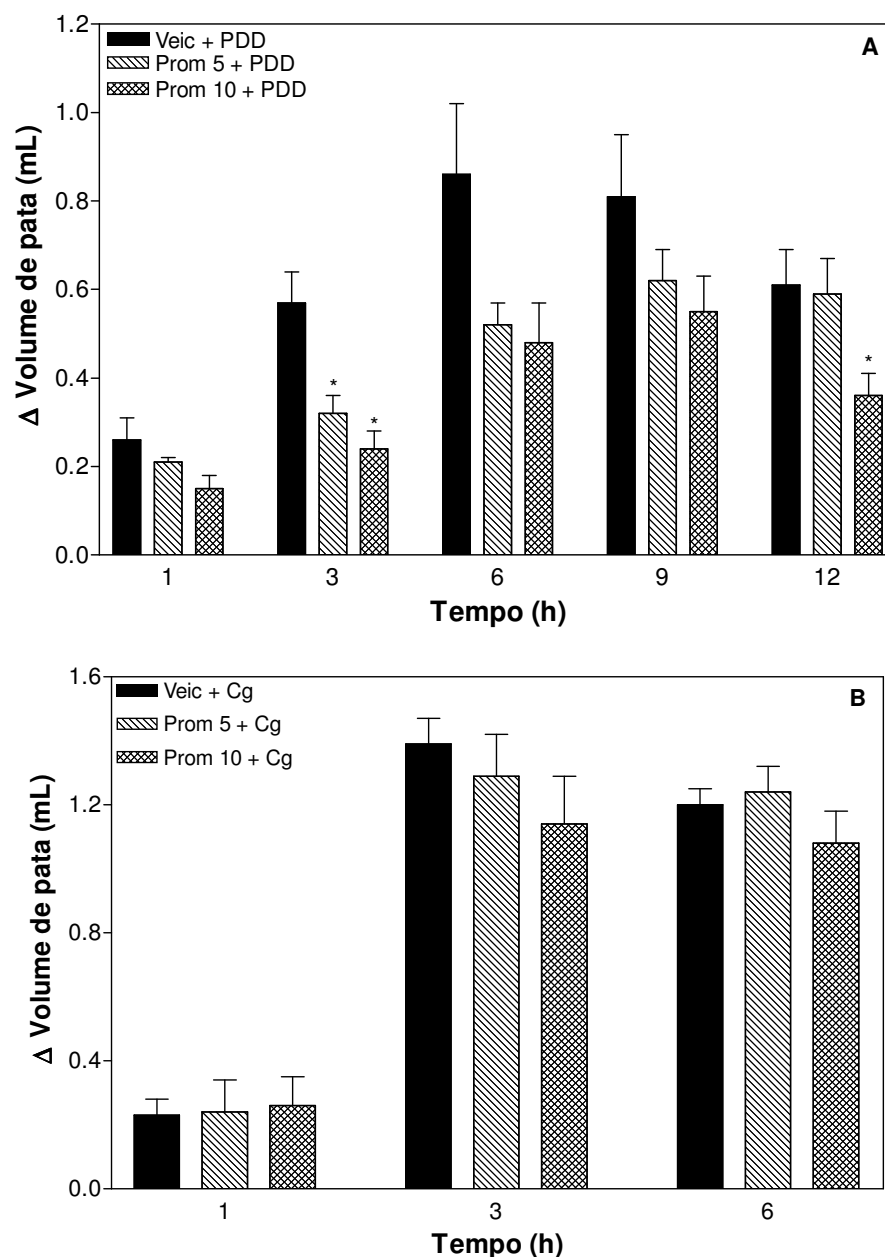 1.2
Veic + PDD
A
Prom 5 + PDD
Prom 10 + PDD
1.0
0.8
0.6
0.4
0.2
0.0
* * *
Δ Volume de pata (mL)
1 3 6 9 12
Tempo (h)
1.6
Veic + Cg
B
Prom 5 + Cg
Prom 10 + Cg
1.2
0.8
0.4
0.0
Δ Volume de pata (mL)
1 3 6
Tempo (h)